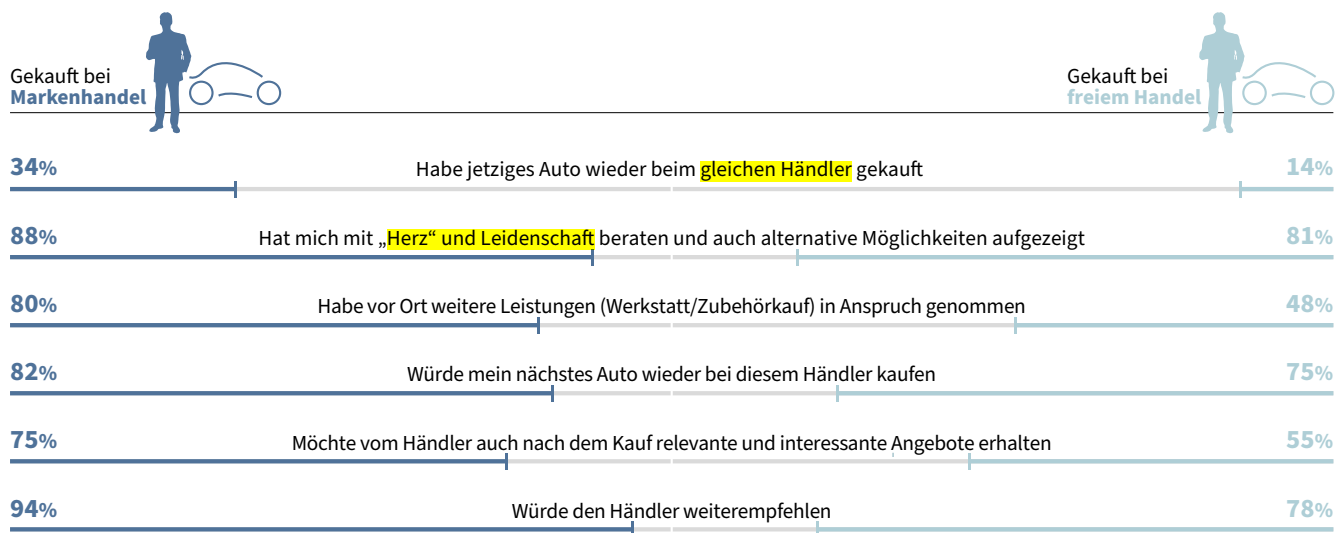 Gekauft bei
Markenhandel
Gekauft bei
freiem Handel
34% Habe jetziges Auto wieder beim gleichen Händler gekauft 14%
88% Hat mich mit „Herz“ und Leidenschaft beraten und auch alternative Möglichkeiten aufgezeigt 81%
80% Habe vor Ort weitere Leistungen (Werkstatt/Zubehörkauf) in Anspruch genommen 48%
82% Würde mein nächstes Auto wieder bei diesem Händler kaufen 75%
75% Möchte vom Händler auch nach dem Kauf relevante und interessante Angebote erhalten 55%
94% Würde den Händler weiterempfehlen 78%